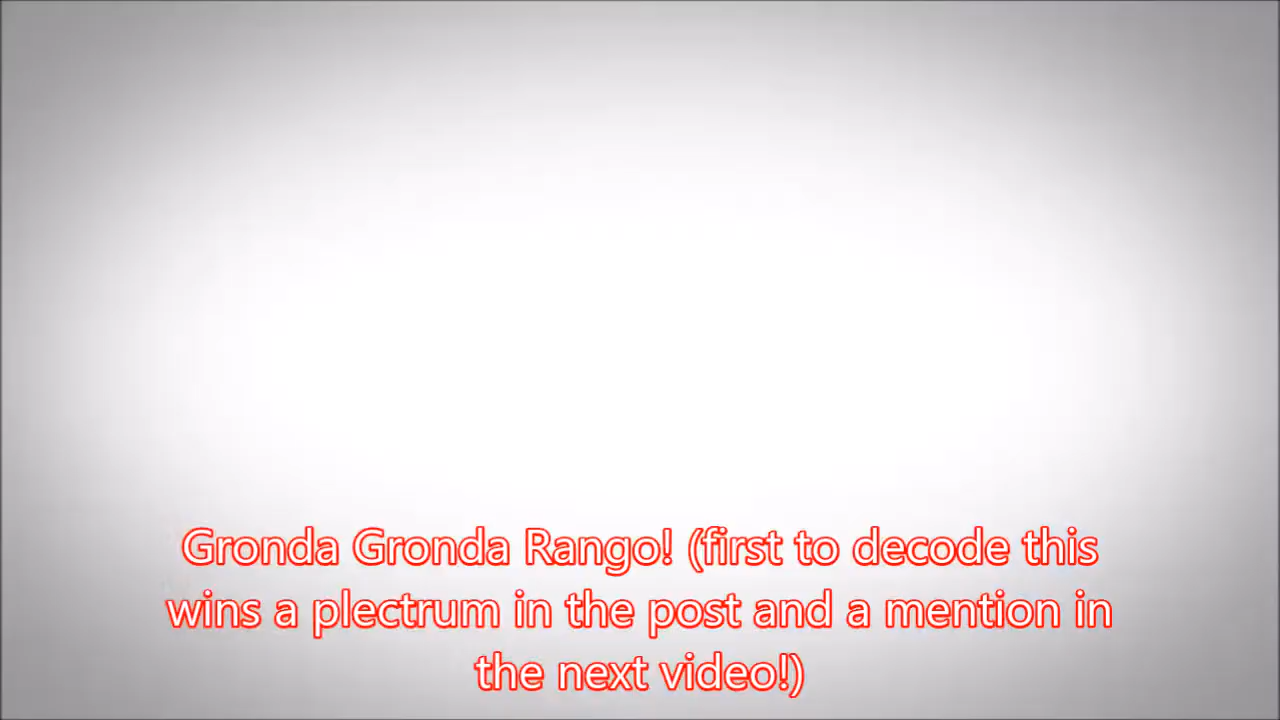 Gronda Gronda Rango! (first to decode this
wins a plectrum in the post and a mention in
the next video!)